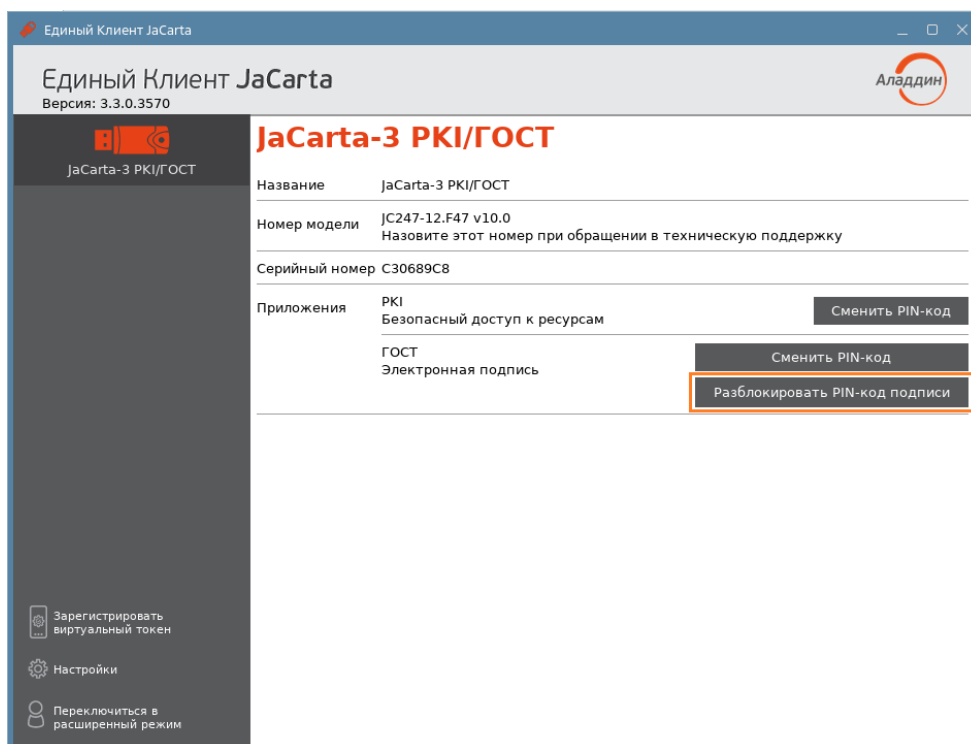 Единый Клиент JaCarta
Единый Клиент JaCarta
Версия: 3.3.0.3570
Аладдин
JaCarta-3 PKI/ГОСТ
JaCarta-3 PKI/ГОСТ
Название JaCarta-3 PKI/ГОСТ
Номер модели JC247-12.F47 v10.0
Назовите этот номер при обращении в техническую поддержку
Серийный номер C30689C8
Приложения PKI
Безопасный доступ к ресурсам
Сменить PIN-код
ГОСТ
Электронная подпись
Сменить PIN-код
Разблокировать PIN-код подписи
Зарегистрировать
виртуальный токен
Настройки
Переключиться в
расширенный режим